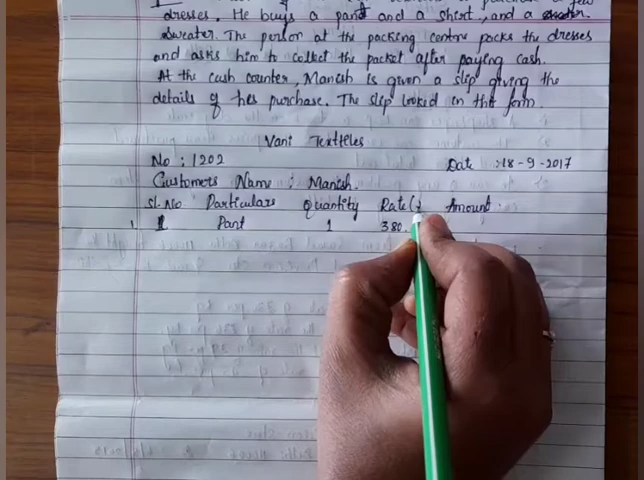 dresses. He buys a pant and a shirt, and a
sweater. The person at the packing centre packs the dresses
and asks him to collect the packet after paying cash.
At the cash counter, Manish is given a slip giving the
details of his purchase. The slip looked in this form
Vani Textiles
No : 1202 Date :18-9-2017
Customers Name : Manish.
Sl.No Particulars Quantity Rate( Amount
1 Pant 1 380